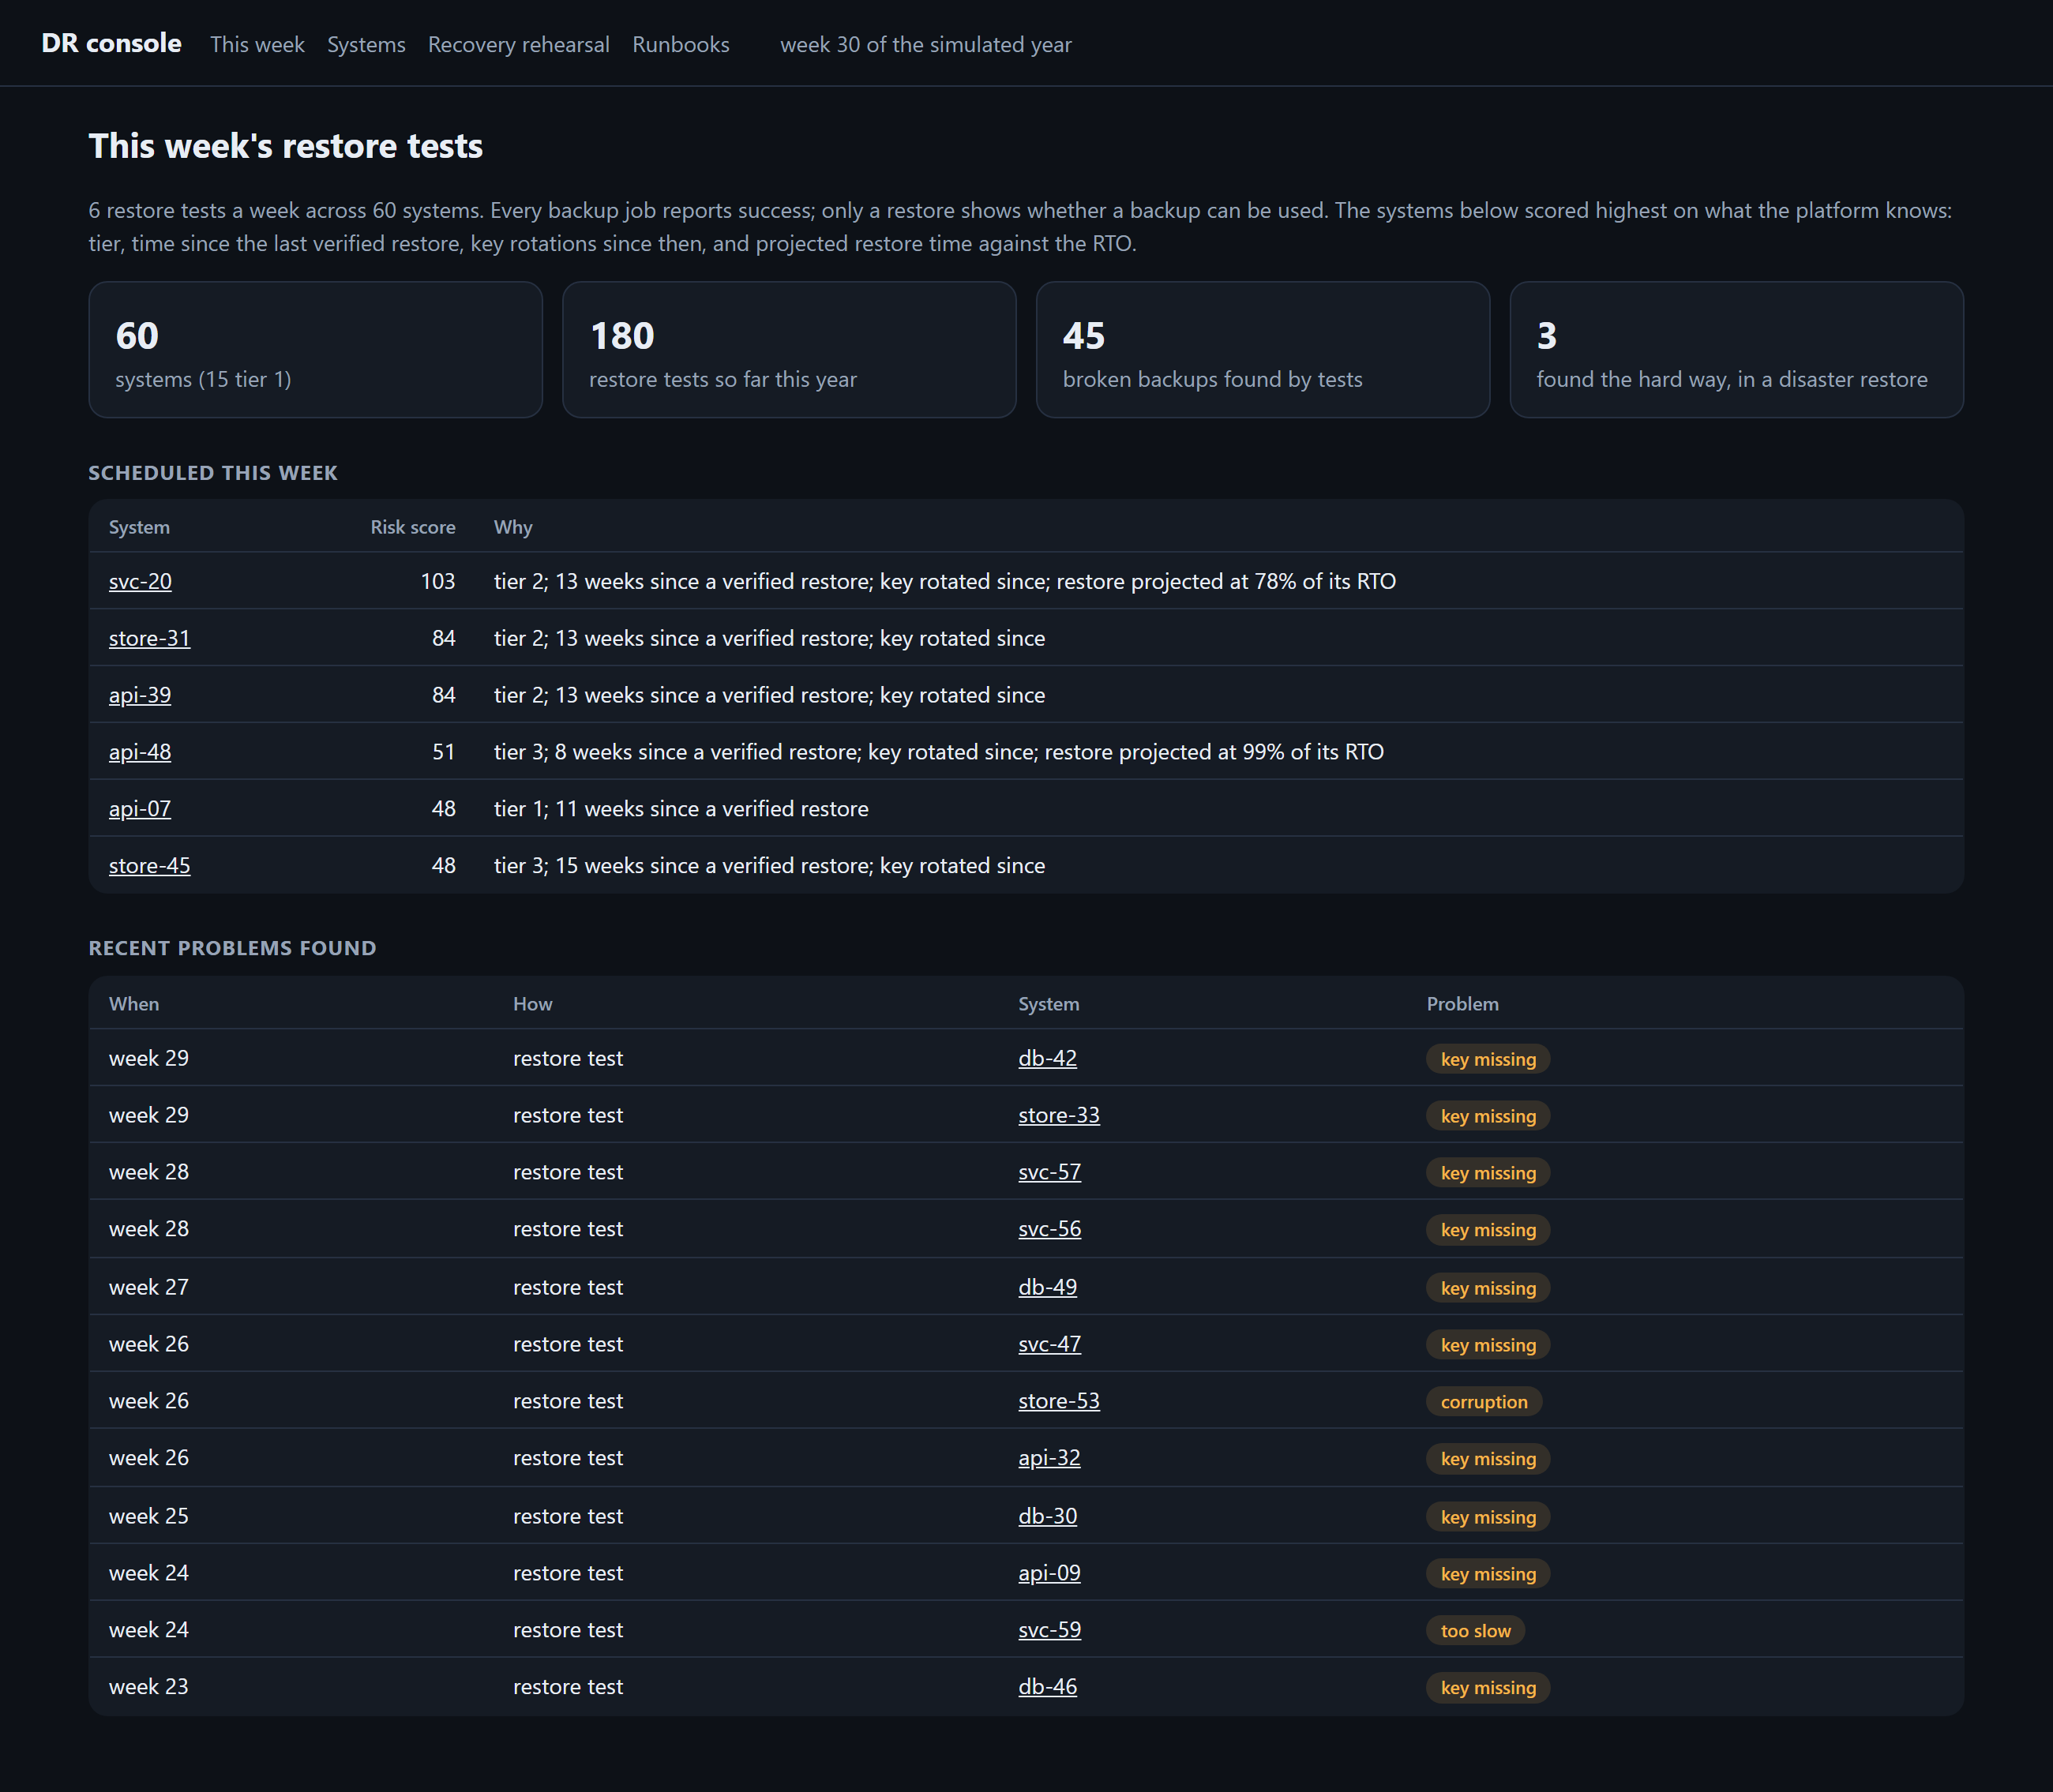 DR console This week Systems Recovery rehearsal Runbooks week 30 of the simulated year
This week's restore tests
6 restore tests a week across 60 systems. Every backup job reports success; only a restore shows whether a backup can be used. The systems below scored highest on what the platform knows:
tier, time since the last verified restore, key rotations since then, and projected restore time against the RTO.
60
systems (15 tier 1)
180
restore tests so far this year
45
broken backups found by tests
3
found the hard way, in a disaster restore
SCHEDULED THIS WEEK
System Risk score Why
svc-20 103 tier 2; 13 weeks since a verified restore; key rotated since; restore projected at 78% of its RTO
store-31 84 tier 2; 13 weeks since a verified restore; key rotated since
api-39 84 tier 2; 13 weeks since a verified restore; key rotated since
api-48 51 tier 3; 8 weeks since a verified restore; key rotated since; restore projected at 99% of its RTO
api-07 48 tier 1; 11 weeks since a verified restore
store-45 48 tier 3; 15 weeks since a verified restore; key rotated since
RECENT PROBLEMS FOUND
When How System Problem
week 29 restore test db-42 key missing
week 29 restore test store-33 key missing
week 28 restore test svc-57 key missing
week 28 restore test svc-56 key missing
week 27 restore test db-49 key missing
week 26 restore test svc-47 key missing
week 26 restore test store-53 corruption
week 26 restore test api-32 key missing
week 25 restore test db-30 key missing
week 24 restore test api-09 key missing
week 24 restore test svc-59 too slow
week 23 restore test db-46 key missing